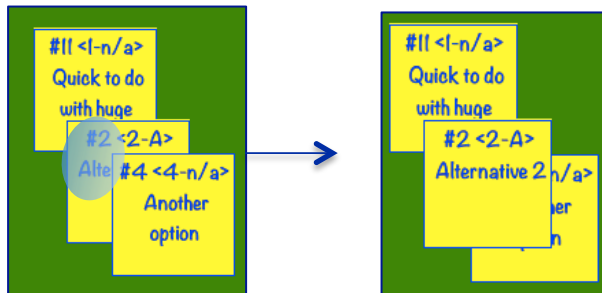 #11 <1-n/a>
Quick to do
with huge
#2 <2-A>
Alte
#4 <4-n/a>
Another
option
#11 <1-n/a>
Quick to do
with huge
#2 <2-A>
Alternative 2
n/a>
her
n